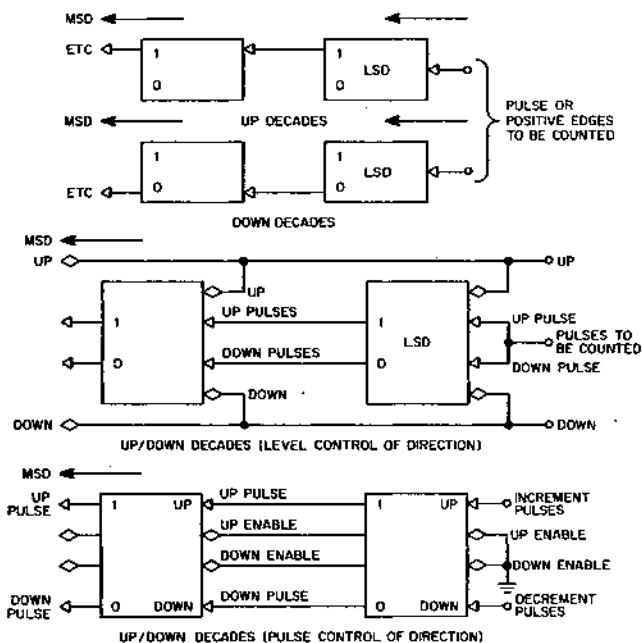 MSD
ETC
1
0
1
LSD
0
MSD
UP DECADES
PULSE OR
POSITIVE EDGES
TO BE COUNTED
1
0
1
LSD
0
ETC
DOWN DECADES
MSD
UP
UP
UP
UP PULSES
UP PULSE
1
1
LSD
PULSES TO
BE COUNTED
DOWN PULSES
DOWN PULSE
0
0
DOWN
DOWN
DOWN
UP/DOWN DECADES (LEVEL CONTROL OF DIRECTION)
MSD
UP
PULSE
1
UP
UP PULSE
1
UP
INCREMENT
PULSES
UP ENABLE
UP ENABLE
DOWN ENABLE
DOWN ENABLE
DOWN
PULSE
0
DOWN
DOWN PULSE
0
DOWN
DECREMENT
PULSES
UP/DOWN DECADES (PULSE CONTROL OF DIRECTION)